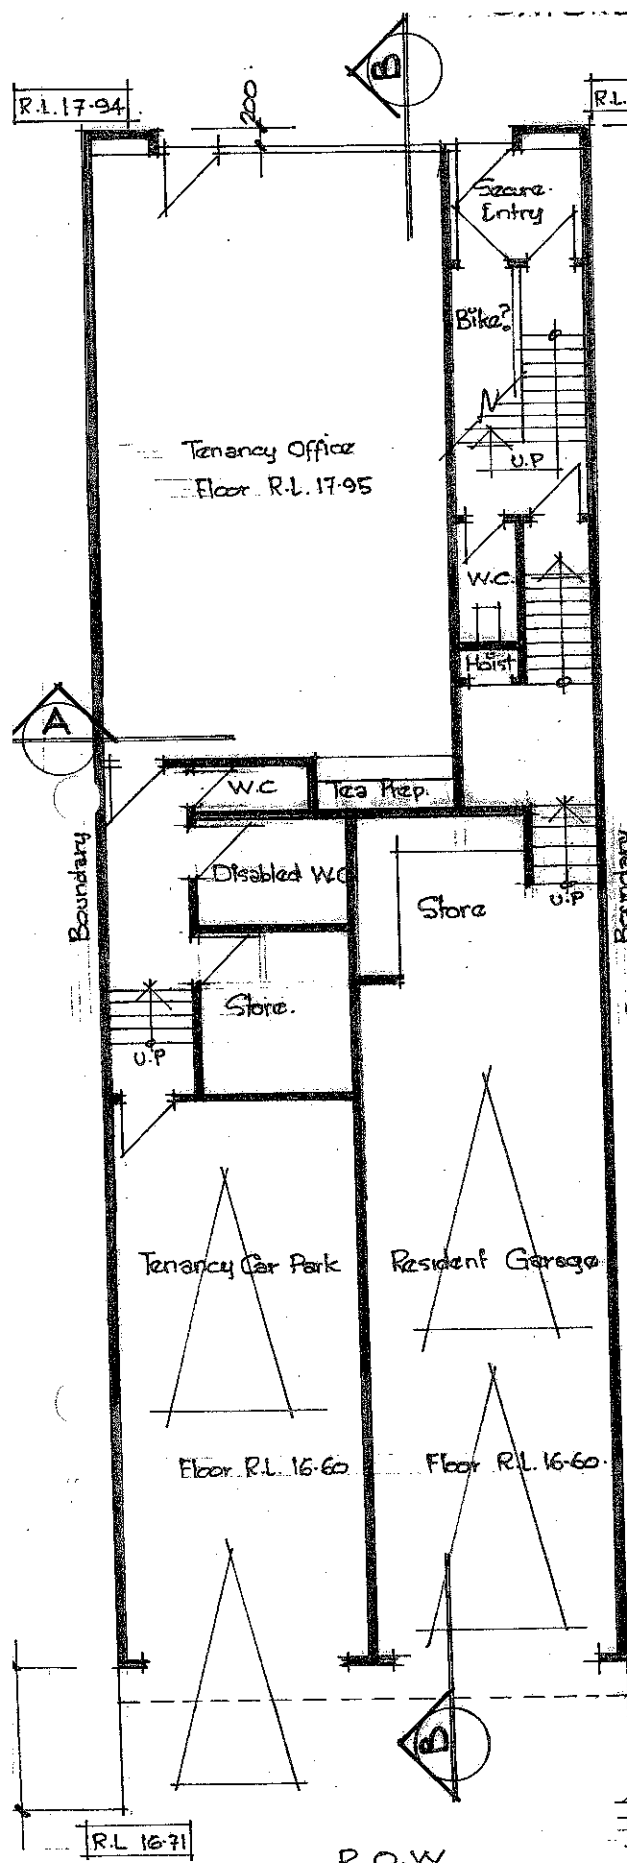 B
R.L. 17.94
200
R.L.
Secure
Entry
Bike?
Tenancy Office
Floor R.L. 17.95
U.P
W.C.
Hoist
A
W.C
Tea Prep.
Boundary
Disabled W.C
Store
U.P
Boundary
Store.
U.P
Tenancy Car Park
Resident Garage
Floor R.L. 16.60
Floor R.L. 16.60.
B
R.L 16.71
R.O.W